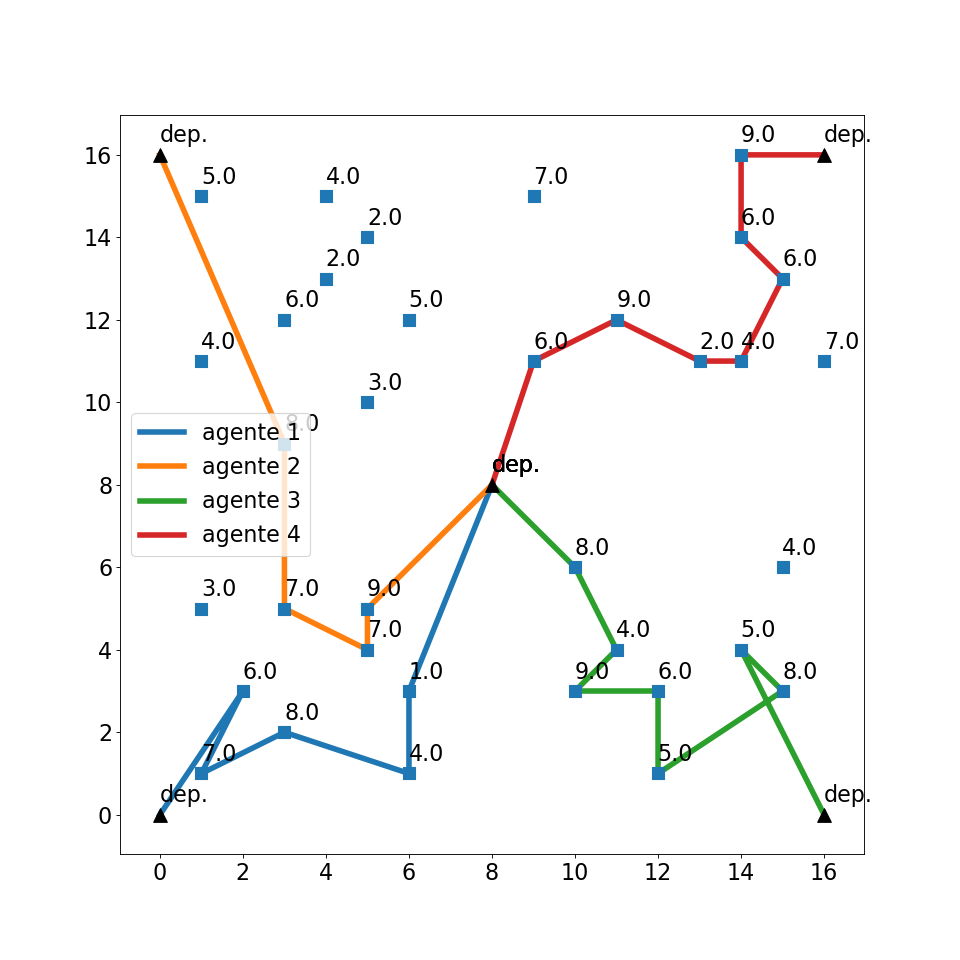 9.0
dep. dep.
16
5.0 4.0 7.0
2.0 6.0
14
2.0 6.0
6.0 5.0 9.0
12
4.0 6.0 2.0 4.0 7.0
3.0
10
8.0
agente 1
agente 2
agente 3
agente 4
dep.
8
8.0 4.0
6
3.0 7.0 9.0
7.0 4.0 5.0
4
6.0 1.0 9.0 6.0 8.0
8.0
2
7.0 4.0 5.0
dep. dep.
0
0 2 4 6 8 10 12 14 16